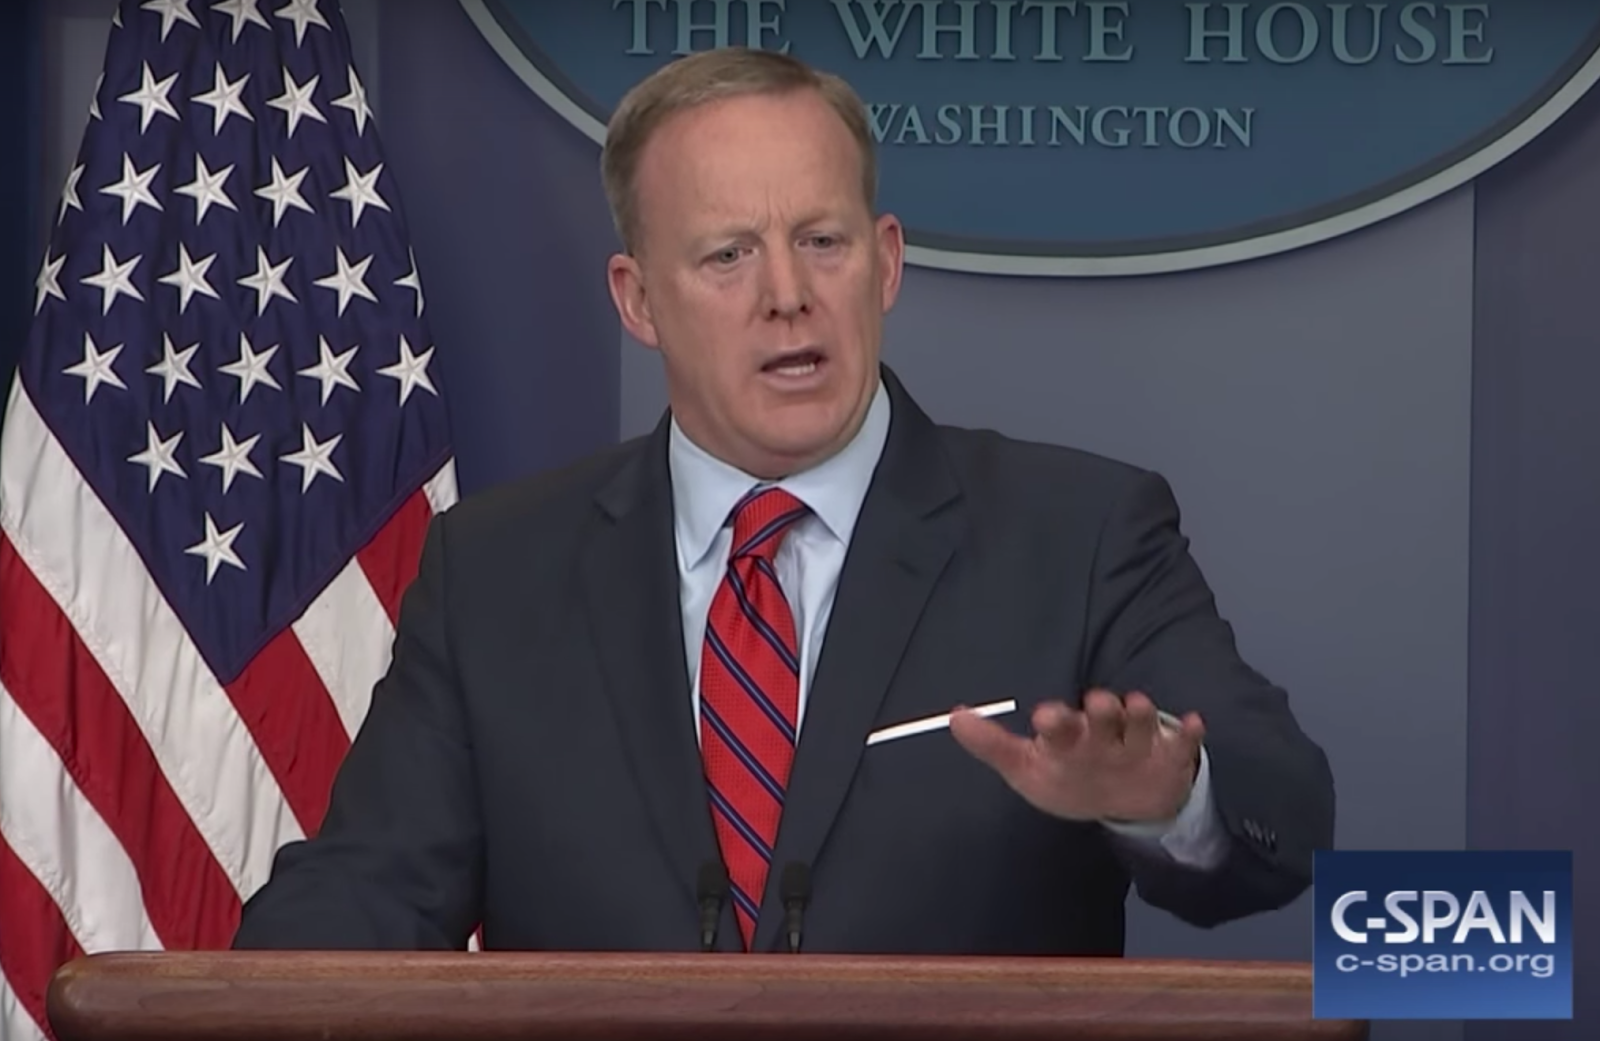 THE WHITE HOUSE
WASHINGTON
C-SPAN
c-span.org